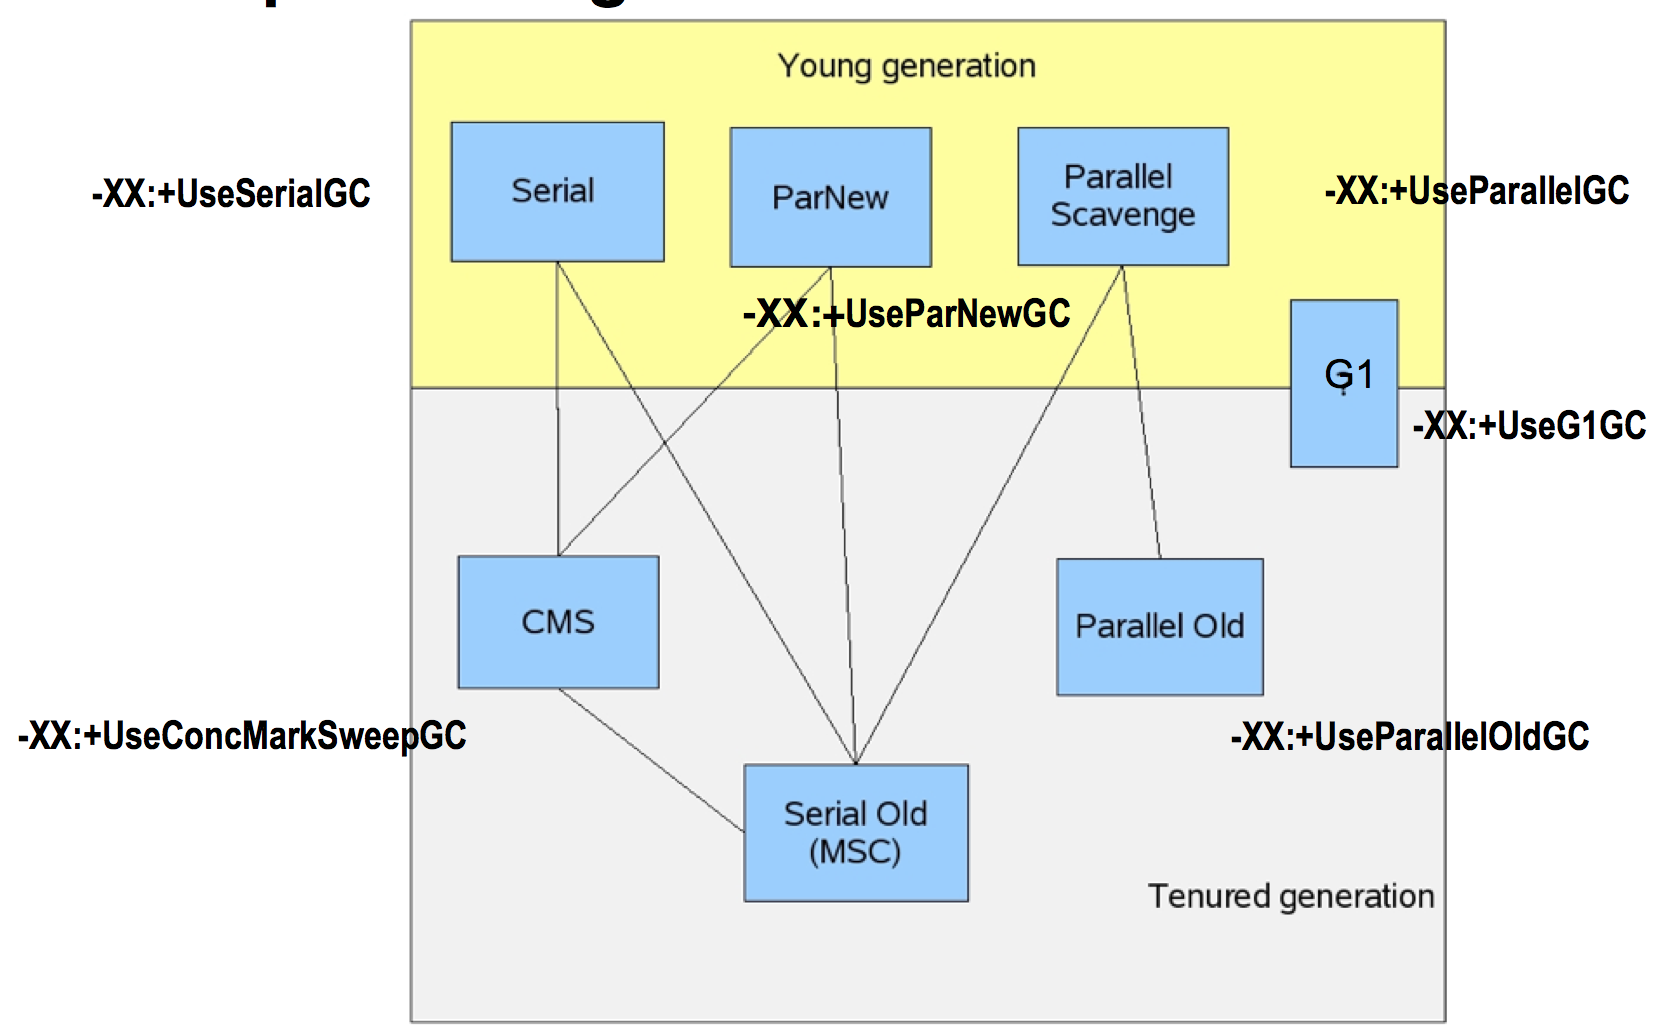 Young generation
-XX:+UseSerialGC
Serial
ParNew
Parallel
Scavenge
-XX:+UseParallelGC
-XX:+UseParNewGC
G1
-XX:+UseG1GC
CMS
Parallel Old
-XX:+UseConcMarkSweepGC
-XX:+UseParallelOldGC
Serial Old
(MSC)
Tenured generation